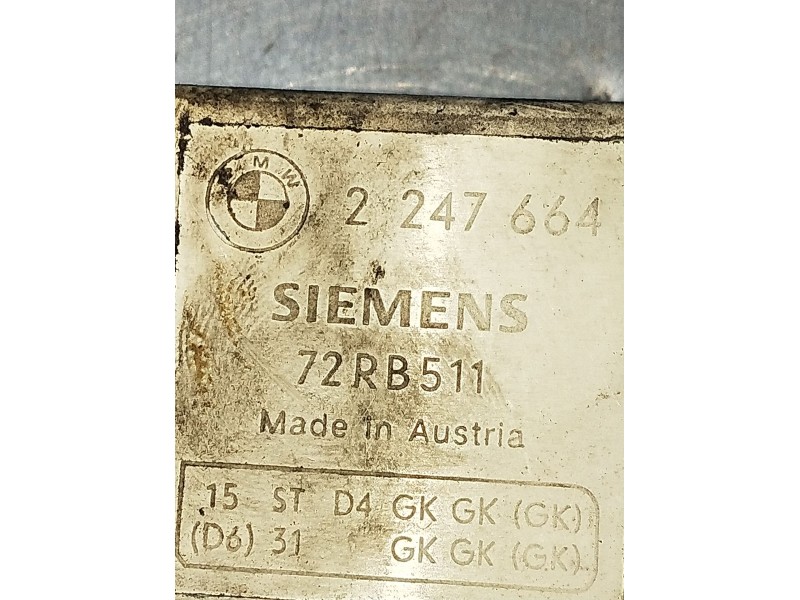 BMW 2 247 664
SIEMENS
72RB511
Made in Austria
15 ST D4 GK GK (GK)
(D6) 31 GK GK (GK)